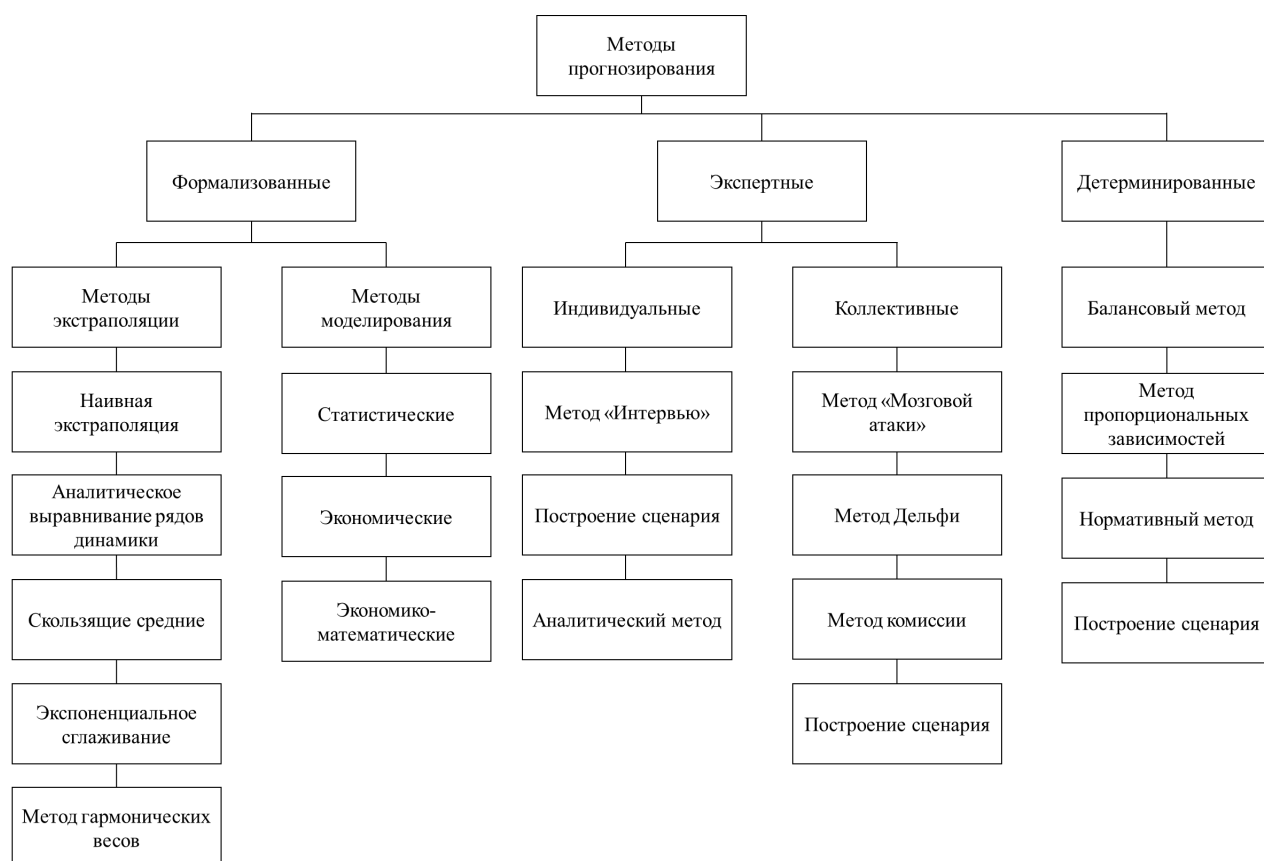 Методы
прогнозирования
Формализованные
Экспертные
Детерминированные
Методы
экстраполяции
Методы
моделирования
Индивидуальные
Коллективные
Балансовый метод
Наивная
экстраполяция
Статистические
Метод «Интервью»
Метод «Мозговой
атаки»
Метод
пропорциональных
зависимостей
Аналитическое
выравнивание рядов
динамики
Экономические
Построение сценария
Метод Дельфи
Нормативный метод
Скользящие средние
Экономико-
математические
Аналитический метод
Метод комиссии
Построение сценария
Экспоненциальное
сглаживание
Построение сценария
Метод гармонических
весов